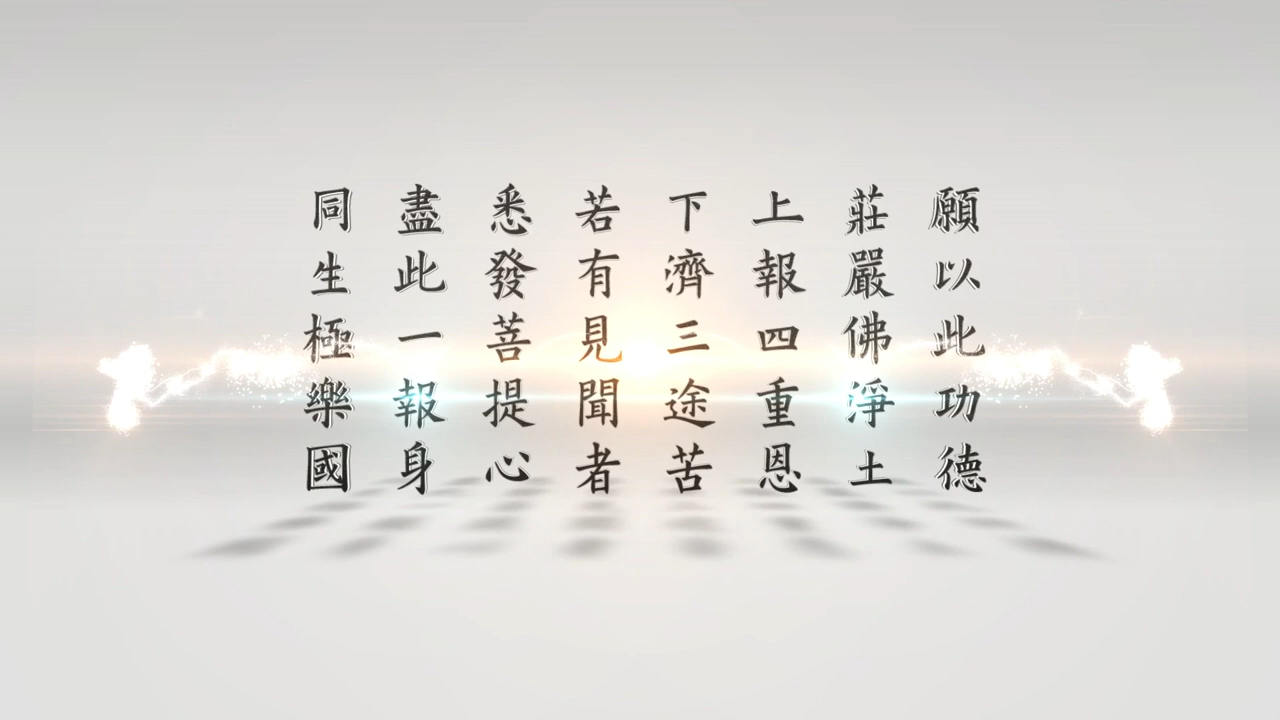 願以此功德
莊嚴佛淨土
上報四重恩
下濟三途苦
若有見聞者
悉發菩提心
盡此一報身
同生極樂國